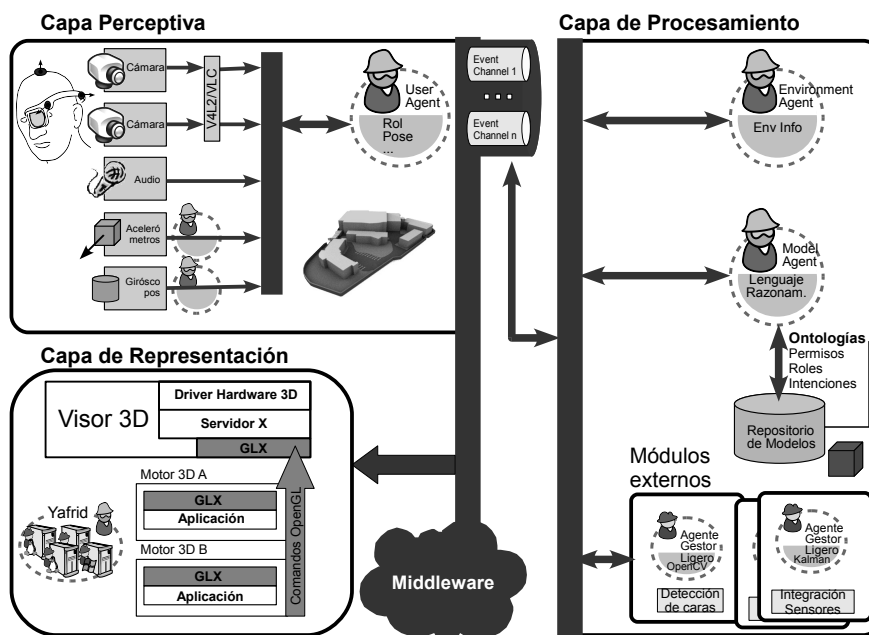 Capa Perceptiva
Cámara
Cámara
V4L2/VLC
Audio
Aceleró
metros
Girósco
pos
User
Agent
Rol
Pose
...
Event
Channel 1
...
Event
Channel n
Capa de Procesamiento
Environment
Agent
Env Info
Model
Agent
Lenguaje
Razonam.
Ontologías
Permisos
Roles
Intenciones
Repositorio
de Modelos
Capa de Representación
Visor 3D
Driver Hardware 3D
Servidor X
GLX
Motor 3D A
GLX
Aplicación
Motor 3D B
GLX
Aplicación
Comandos OpenGL
Yafrid
Middleware
Módulos
externos
Agente
Gestor
Ligero
OpenCV
Detección
de caras
Agente
Gestor
Ligero
Kalman
Integración
Sensores